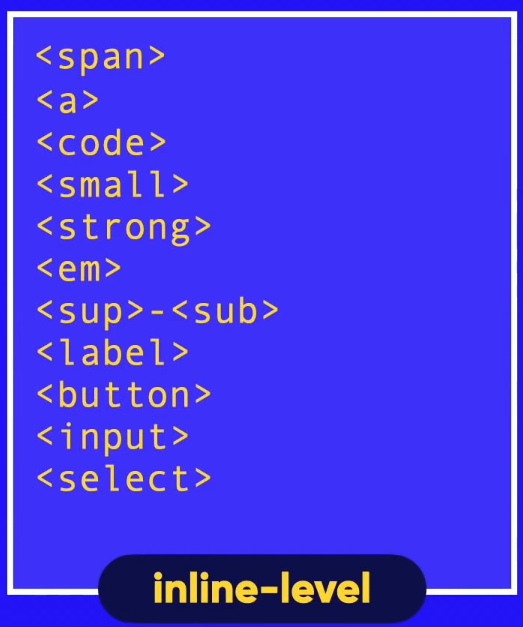 <span>
<a>
<code>
<small>
<strong>
<em>
<sup>-<sub>
<label>
<button>
<input>
<select>
inline-level